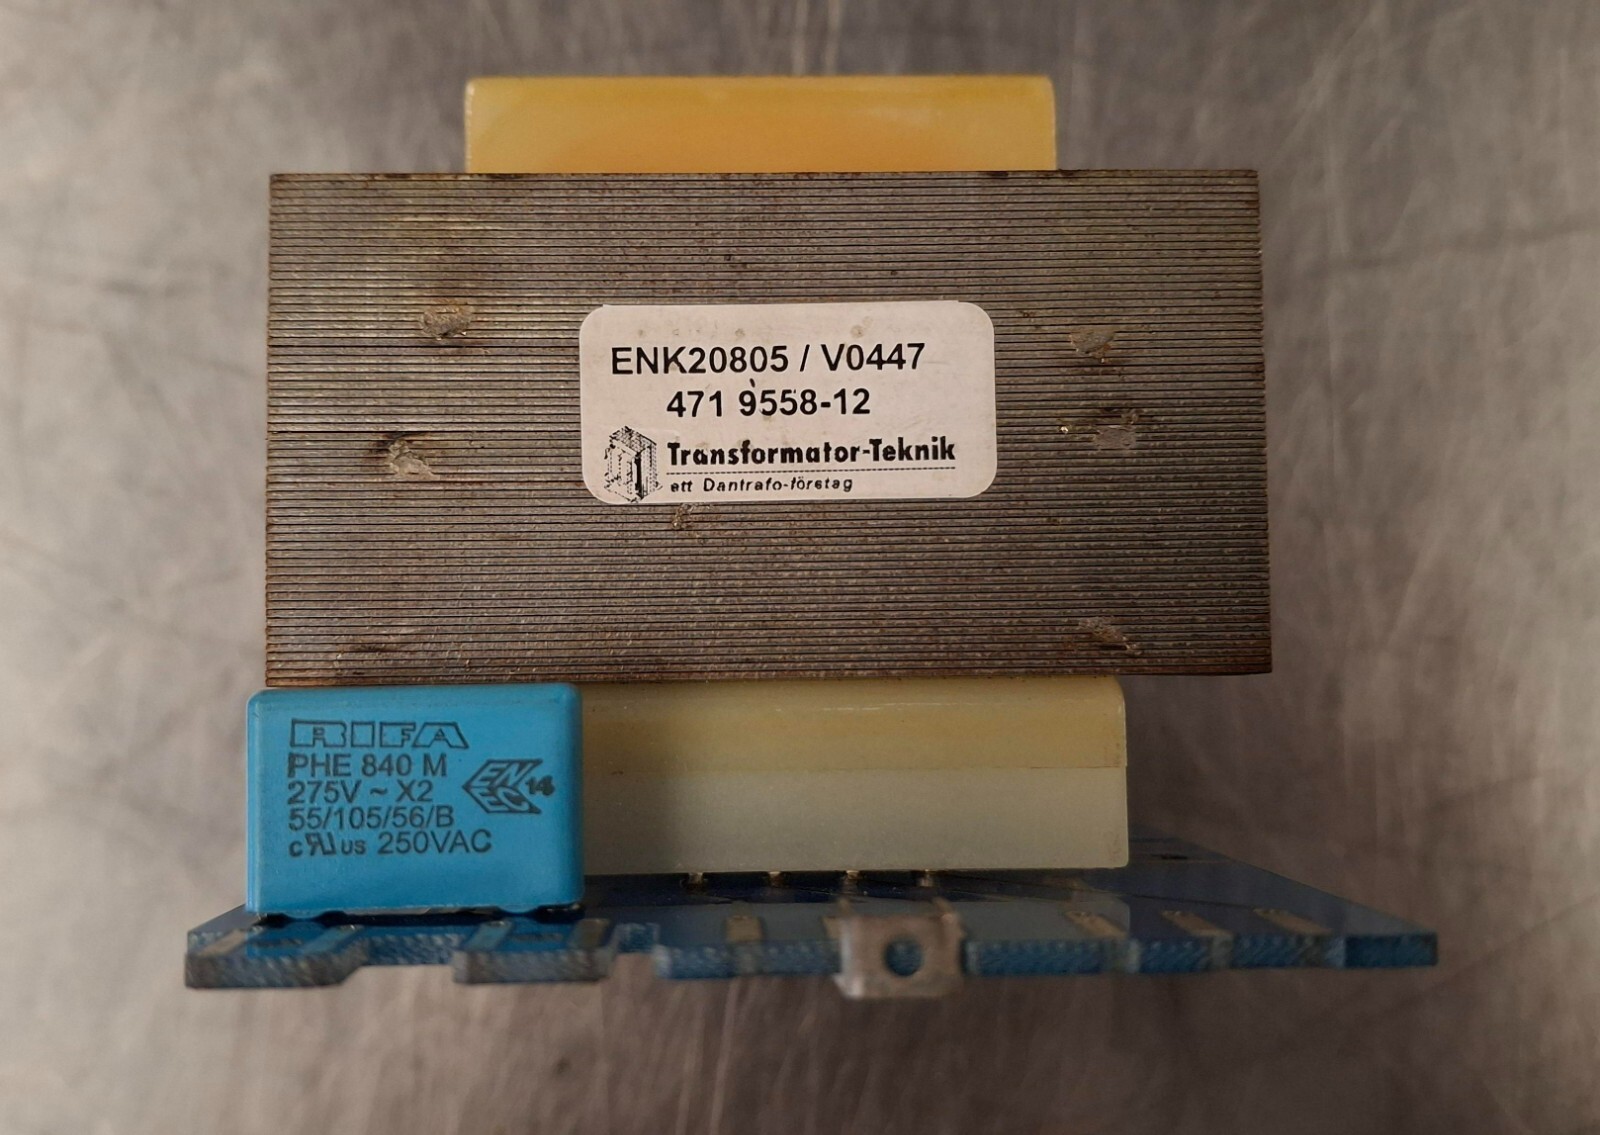 ENK20805 / V0447
471 9558-12
Transformator-Teknik
ett Dantrafo-företag
RIFA
PHE 840 M
275V ~ X2
55/105/56/B
cRUus 250VAC
ENEC 14